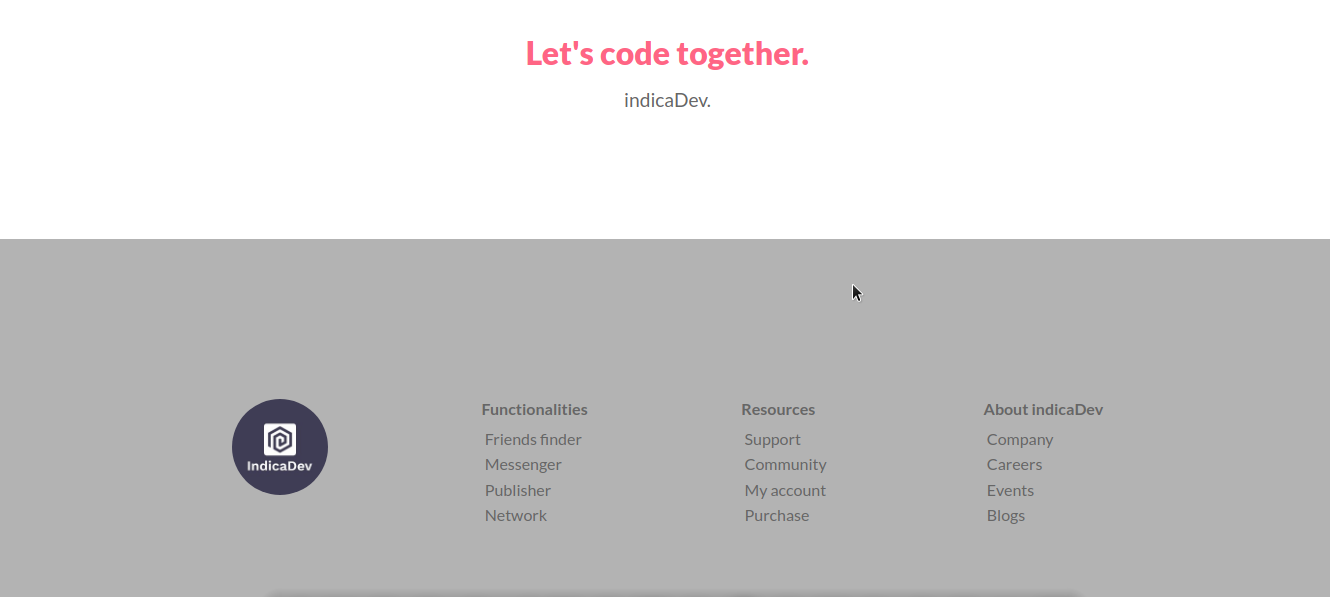 Let's code together.
indicaDev.
IndicaDev
Functionalities
Friends finder
Messenger
Publisher
Network
Resources
Support
Community
My account
Purchase
About indicaDev
Company
Careers
Events
Blogs